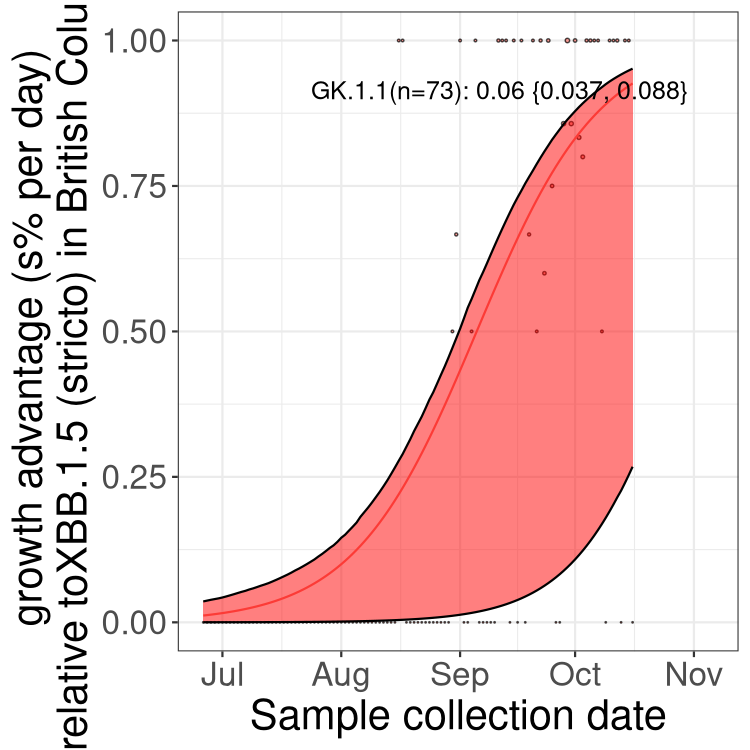 growth advantage (s% per day)
relative toXBB.1.5 (stricto) in British Colu
1.00
0.75
0.50
0.25
0.00
GK.1.1(n=73): 0.06 {0.037, 0.088}
Jul Aug Sep Oct Nov
Sample collection date